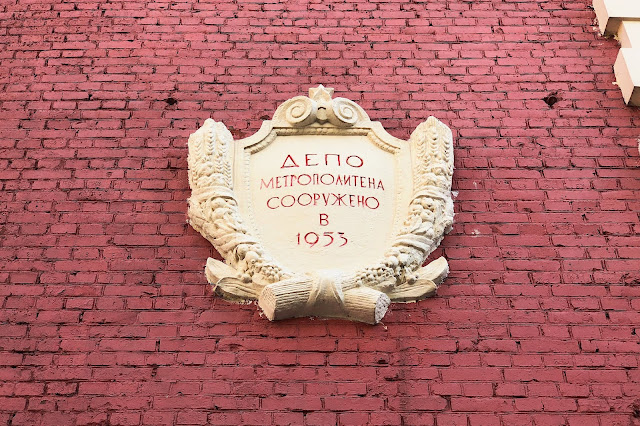 ДЕПО
МЕТРОПОЛИТЕНА
СООРУЖЕНО
В
1953